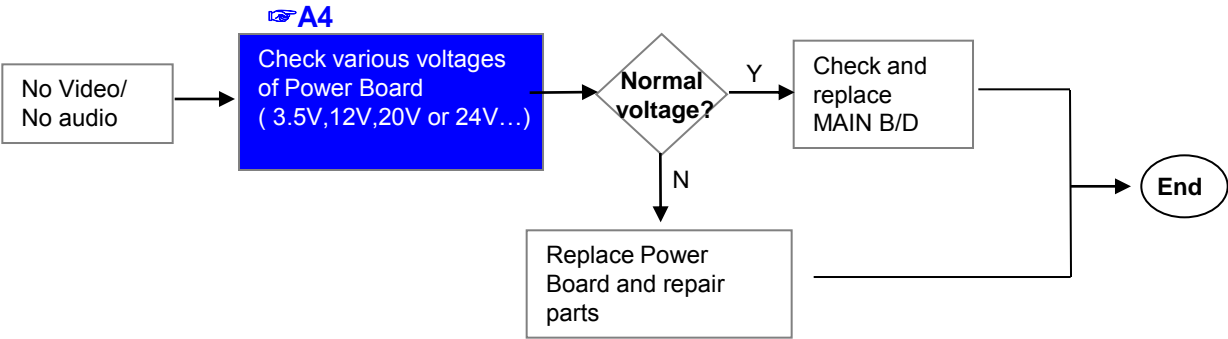 ☞A4
No Video/
No audio
Check various voltages
of Power Board
( 3.5V,12V,20V or 24V…)
Normal
voltage?
Y
Check and
replace
MAIN B/D
N
Replace Power
Board and repair
parts
End